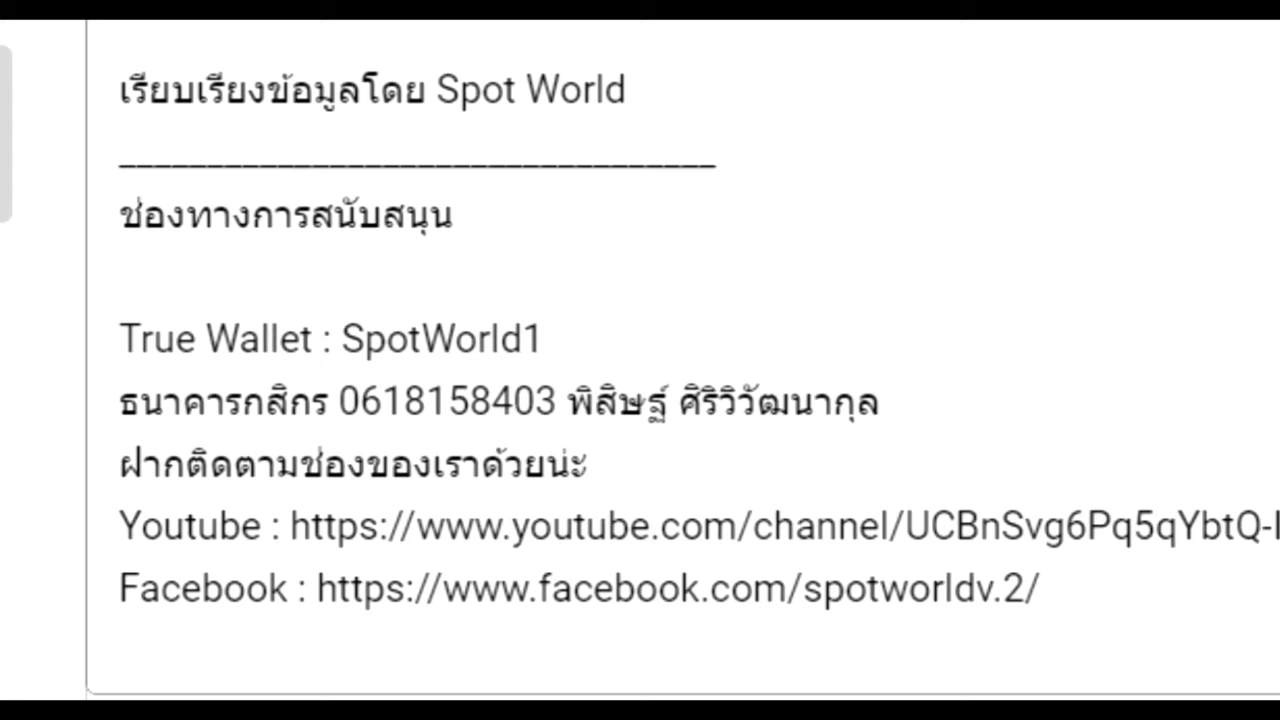 เรียบเรียงข้อมูลโดย Spot World
__________________________________
ช่องทางการสนับสนุน
True Wallet : SpotWorld1
ธนาคารกสิกร 0618158403 พิสิษฐ์ ศิริวิวัฒนากุล
ฝากติดตามช่องของเราด้วยน่ะ
Youtube : https://www.youtube.com/channel/UCBnSvg6Pq5qYbtQ-
Facebook : https://www.facebook.com/spotworldv.2/